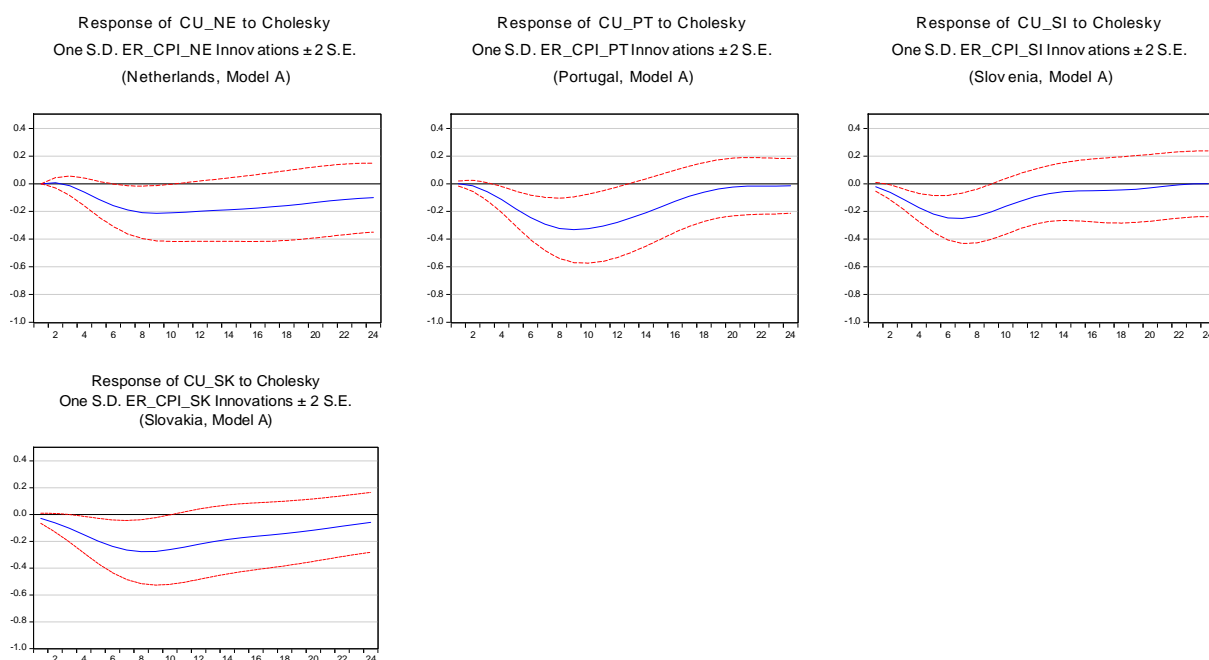 Response of CU_NE to Cholesky
One S.D. ER_CPI_NE Innovations ± 2 S.E.
(Netherlands, Model A)
0.4
0.2
0.0
-0.2
-0.4
-0.6
-0.8
-1.0
2 4 6 8 10 12 14 16 18 20 22 24
Response of CU_PT to Cholesky
One S.D. ER_CPI_PT Innovations ± 2 S.E.
(Portugal, Model A)
0.4
0.2
0.0
-0.2
-0.4
-0.6
-0.8
-1.0
2 4 6 8 10 12 14 16 18 20 22 24
Response of CU_SI to Cholesky
One S.D. ER_CPI_SI Innovations ± 2 S.E.
(Slovenia, Model A)
0.4
0.2
0.0
-0.2
-0.4
-0.6
-0.8
-1.0
2 4 6 8 10 12 14 16 18 20 22 24
Response of CU_SK to Cholesky
One S.D. ER_CPI_SK Innovations ± 2 S.E.
(Slovakia, Model A)
0.4
0.2
0.0
-0.2
-0.4
-0.6
-0.8
-1.0
2 4 6 8 10 12 14 16 18 20 22 24